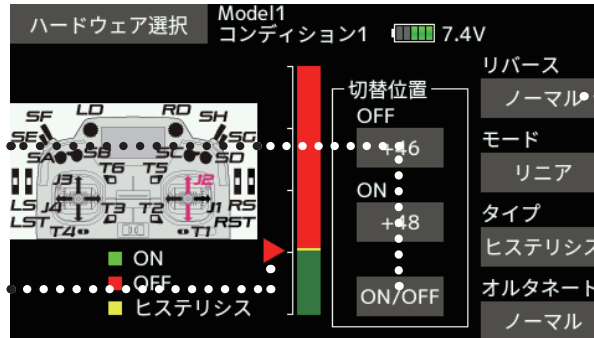 ハードウェア選択
Model1
コンディション1
7.4V
リバース
ノーマル
切替位置
OFF
+46
モード
リニア
ON
+48
タイプ
ヒステリシス
ON/OFF
オルタネート
ノーマル
SF
LD
RD
SH
SE
SG
SA
SB
SC
SD
T6
T5
J3
J2
LS
J4
T3
T2
J1
RS
LST
RST
T4
T1
ON
OFF
ヒステリシス